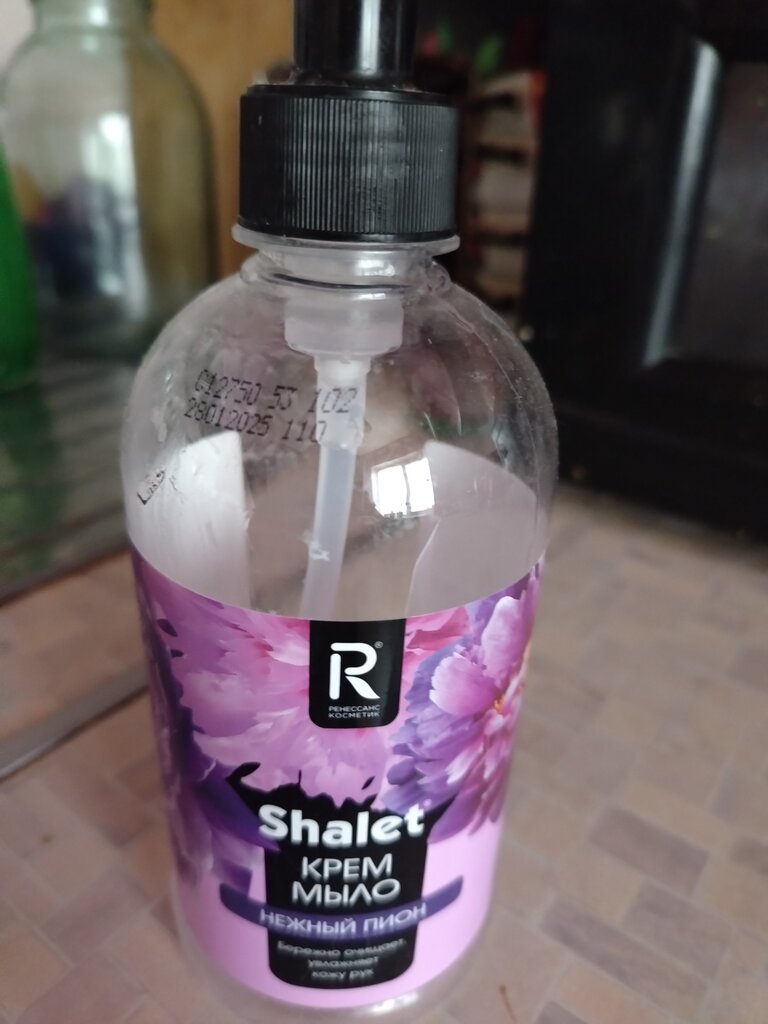 C12750 53 102
28012025 110
R®
РЕНЕССАНС
КОСМЕТИК
Shalet
КРЕМ
МЫЛО
НЕЖНЫЙ ПИОН
Бережно очищает,
увлажняет
кожу рук